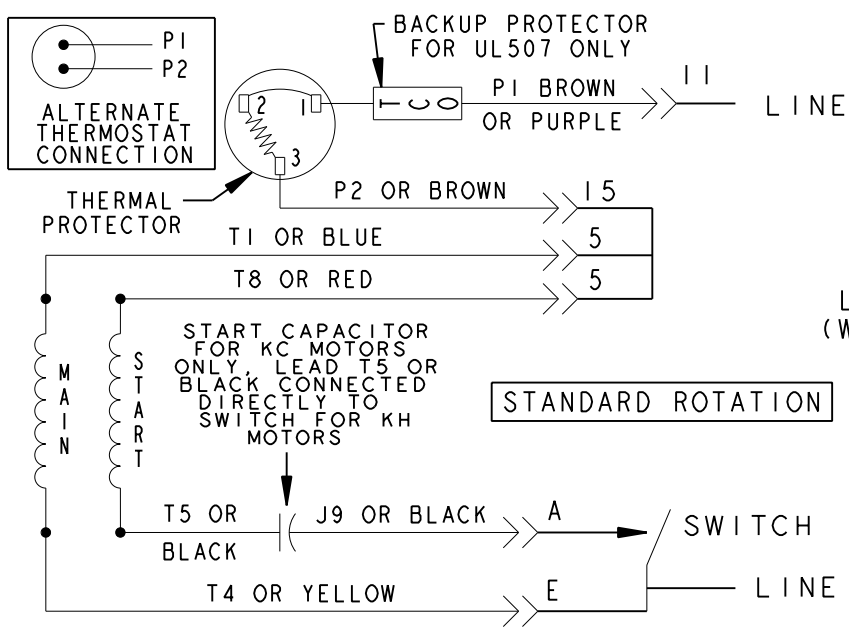 P1
P2
ALTERNATE
THERMOSTAT
CONNECTION
BACKUP PROTECTOR
FOR UL507 ONLY
2
1
3
TCO
P1 BROWN
OR PURPLE
11
LINE
THERMAL
PROTECTOR
P2 OR BROWN
15
T1 OR BLUE
5
T8 OR RED
5
L
(W
START CAPACITOR
FOR KC MOTORS
ONLY, LEAD T5 OR
BLACK CONNECTED
DIRECTLY TO
SWITCH FOR KH
MOTORS
MAIN
START
STANDARD ROTATION
T5 OR
BLACK
J9 OR BLACK
A
SWITCH
T4 OR YELLOW
E
LINE